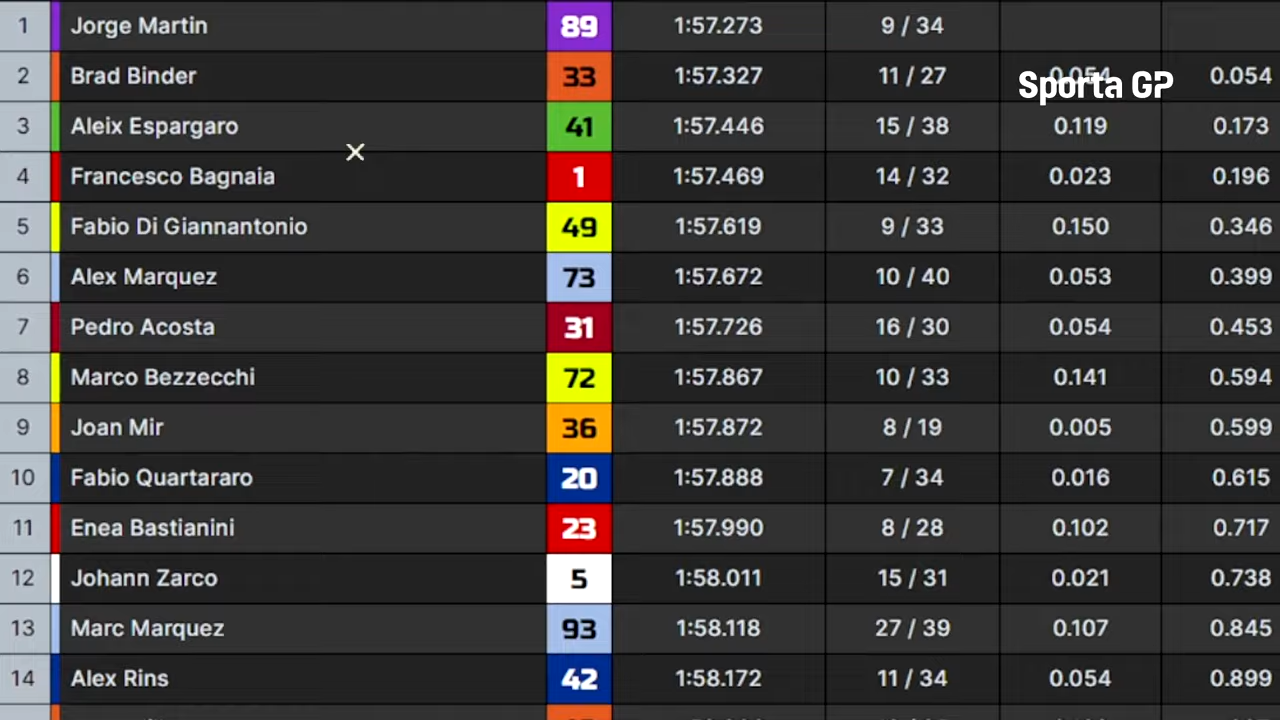 1 Jorge Martin 89 1:57.273 9 / 34
2 Brad Binder 33 1:57.327 11 / 27 0.054 0.054
Sporta GP
3 Aleix Espargaro 41 1:57.446 15 / 38 0.119 0.173
4 Francesco Bagnaia 1 1:57.469 14 / 32 0.023 0.196
5 Fabio Di Giannantonio 49 1:57.619 9 / 33 0.150 0.346
6 Alex Marquez 73 1:57.672 10 / 40 0.053 0.399
7 Pedro Acosta 31 1:57.726 16 / 30 0.054 0.453
8 Marco Bezzecchi 72 1:57.867 10 / 33 0.141 0.594
9 Joan Mir 36 1:57.872 8 / 19 0.005 0.599
10 Fabio Quartararo 20 1:57.888 7 / 34 0.016 0.615
11 Enea Bastianini 23 1:57.990 8 / 28 0.102 0.717
12 Johann Zarco 5 1:58.011 15 / 31 0.021 0.738
13 Marc Marquez 93 1:58.118 27 / 39 0.107 0.845
14 Alex Rins 42 1:58.172 11 / 34 0.054 0.899